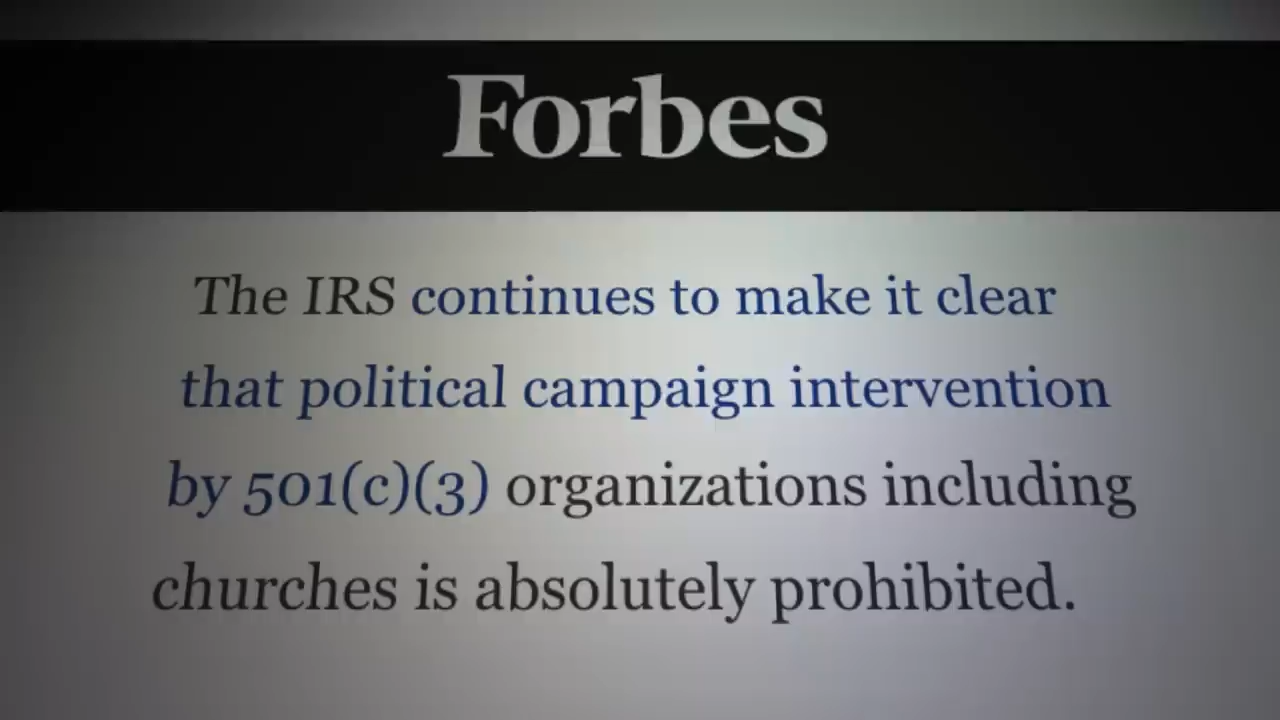 Forbes
The IRS continues to make it clear
that political campaign intervention
by 501(c)(3) organizations including
churches is absolutely prohibited.